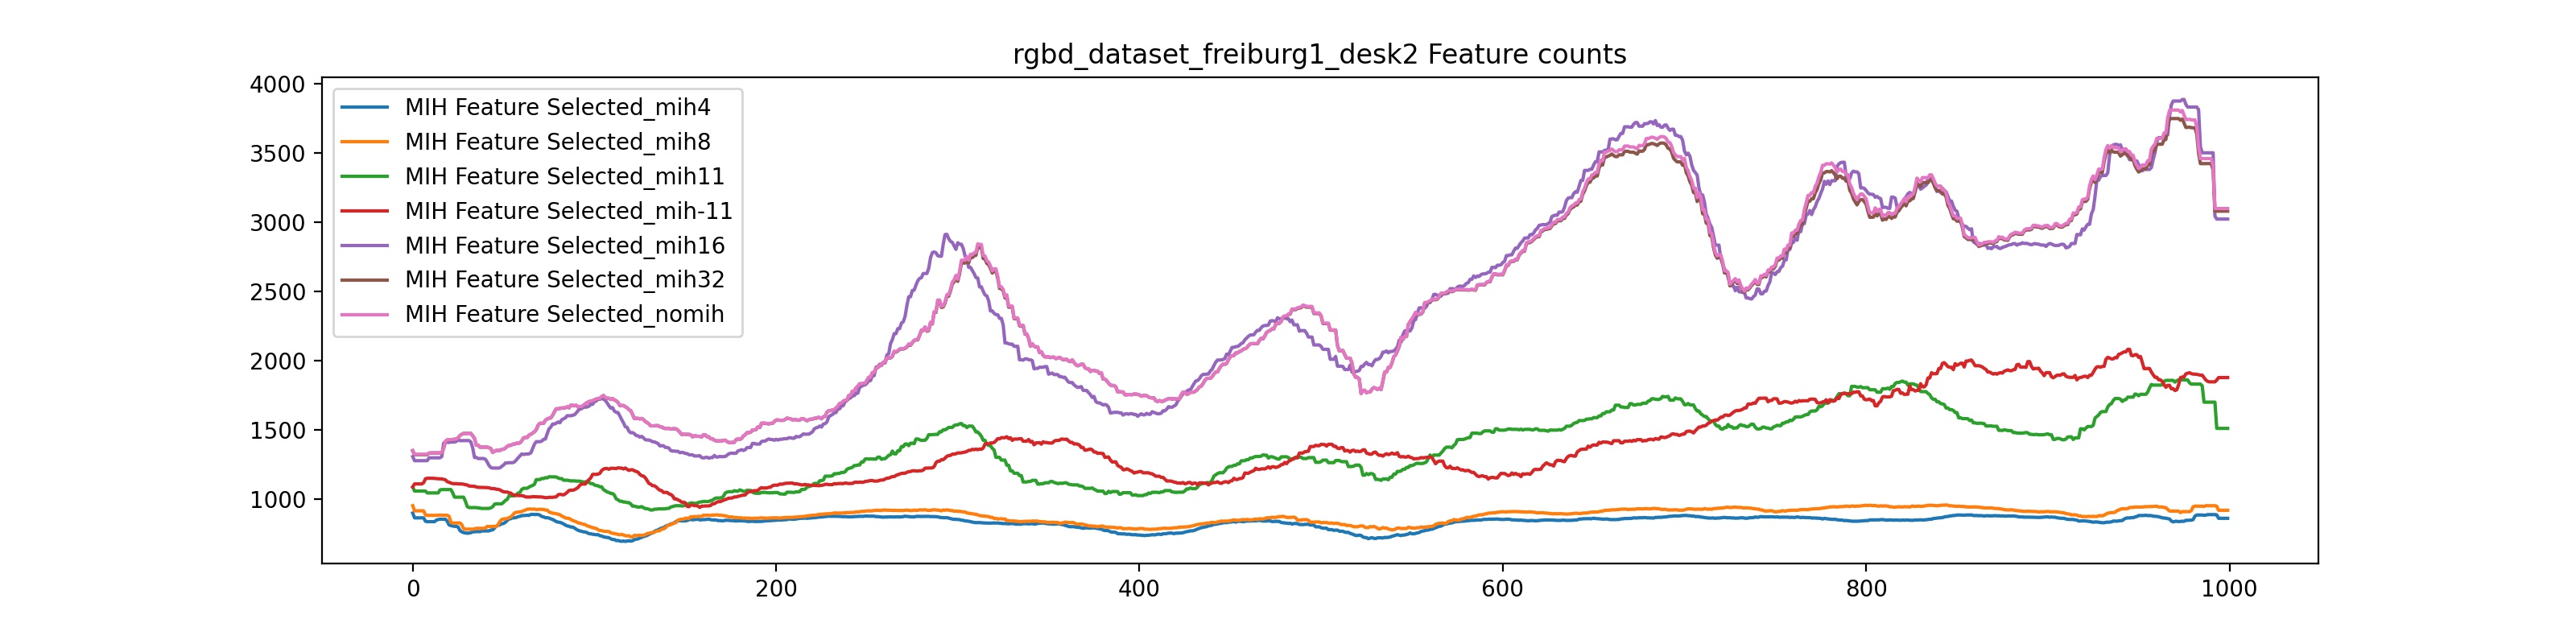 rgbd_dataset_freiburg1_desk2 Feature counts
4000
3500
3000
2500
2000
1500
1000
MIH Feature Selected_mih4
MIH Feature Selected_mih8
MIH Feature Selected_mih11
MIH Feature Selected_mih-11
MIH Feature Selected_mih16
MIH Feature Selected_mih32
MIH Feature Selected_nomih
0 200 400 600 800 1000